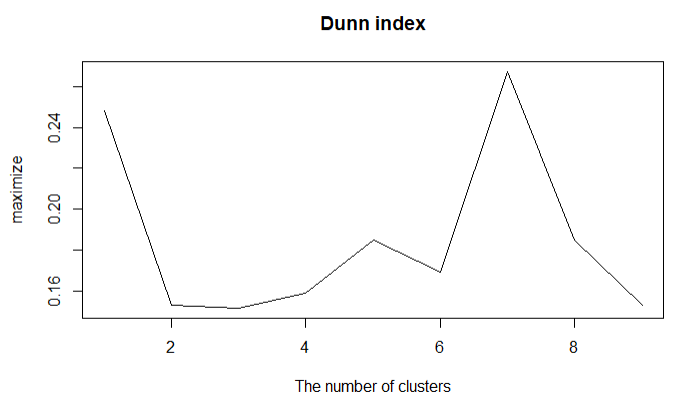 Dunn index
maximize
0.24
0.20
0.16
2 4 6 8
The number of clusters